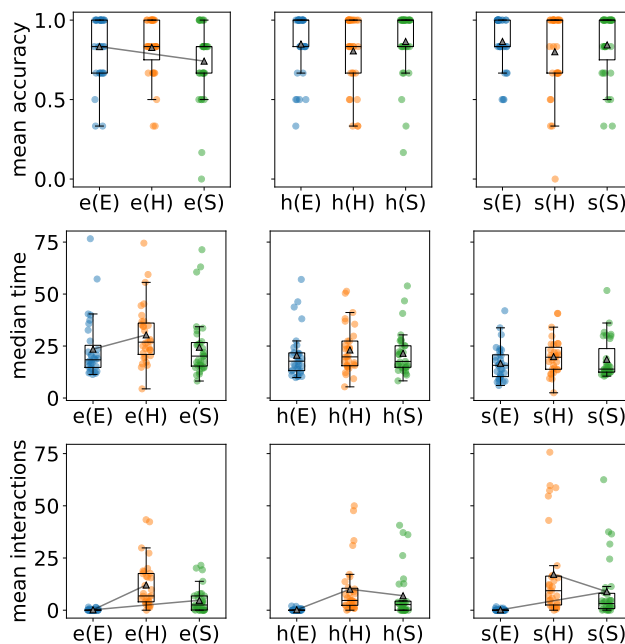 mean accuracy
1.0
0.5
0.0
e(E) e(H) e(S)
h(E) h(H) h(S)
s(E) s(H) s(S)
median time
75
50
25
0
e(E) e(H) e(S)
h(E) h(H) h(S)
s(E) s(H) s(S)
mean interactions
75
50
25
0
e(E) e(H) e(S)
h(E) h(H) h(S)
s(E) s(H) s(S)